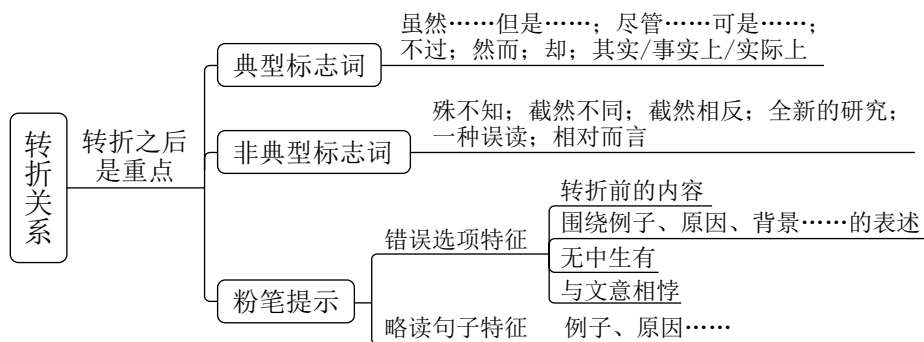 转折关系
转折之后
是重点
典型标志词
虽然……但是……；尽管……可是……；
不过；然而；却；其实/事实上/实际上
非典型标志词
殊不知；截然不同；截然相反；全新的研究；
一种误读；相对而言
粉笔提示
错误选项特征
转折前的内容
围绕例子、原因、背景……的表述
无中生有
与文意相悖
略读句子特征
例子、原因……